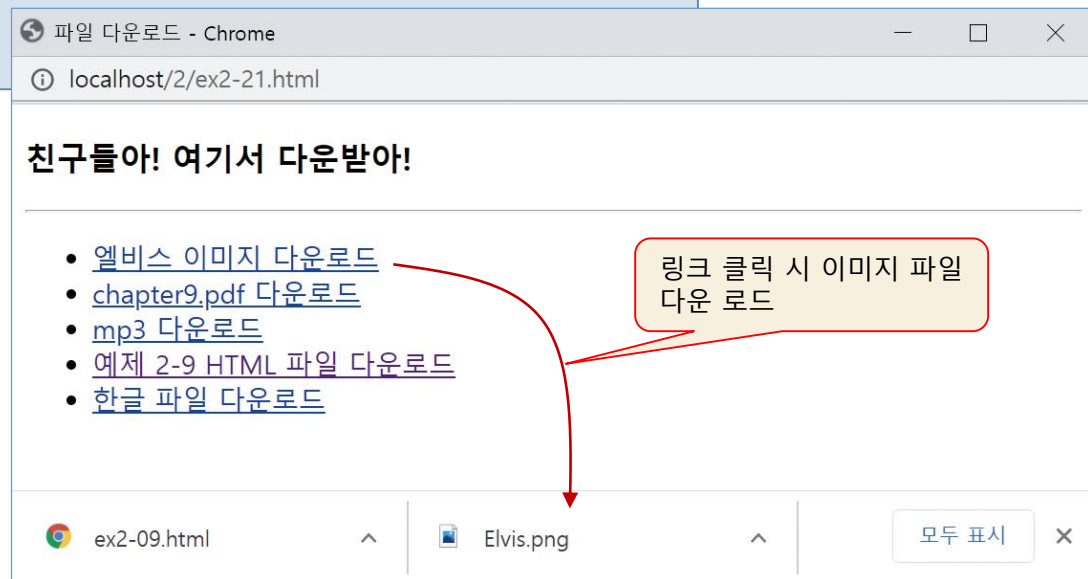 파일 다운로드 - Chrome
localhost/2/ex2-21.html
친구들아! 여기서 다운받아!
엘비스 이미지 다운로드
chapter9.pdf 다운로드
mp3 다운로드
예제 2-9 HTML 파일 다운로드
한글 파일 다운로드
링크 클릭 시 이미지 파일
다운 로드
ex2-09.html
Elvis.png
모두 표시